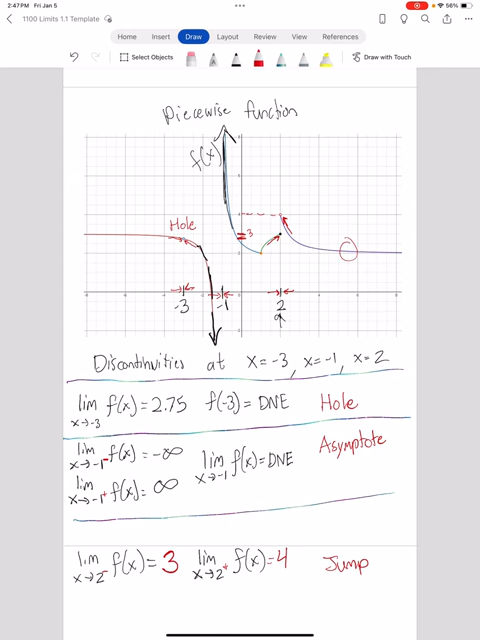 2:47PM Fri Jan 5
56%
1100 Limits 1.1 Template
Home Insert Draw Layout Review View References
Select Objects
Draw with Touch
Piecewise function
f(x)
Hole
3
-3 -1 2
Discontinuities at x=-3, x=-1, x=2
lim x→-3 f(x)=2.75 f(-3)=DNE Hole
lim x→-1- f(x)=-∞ lim x→-1 f(x)=DNE Asymptote
lim x→-1+ f(x)=∞
lim x→2- f(x)=3 lim x→2+ f(x)=4 Jump